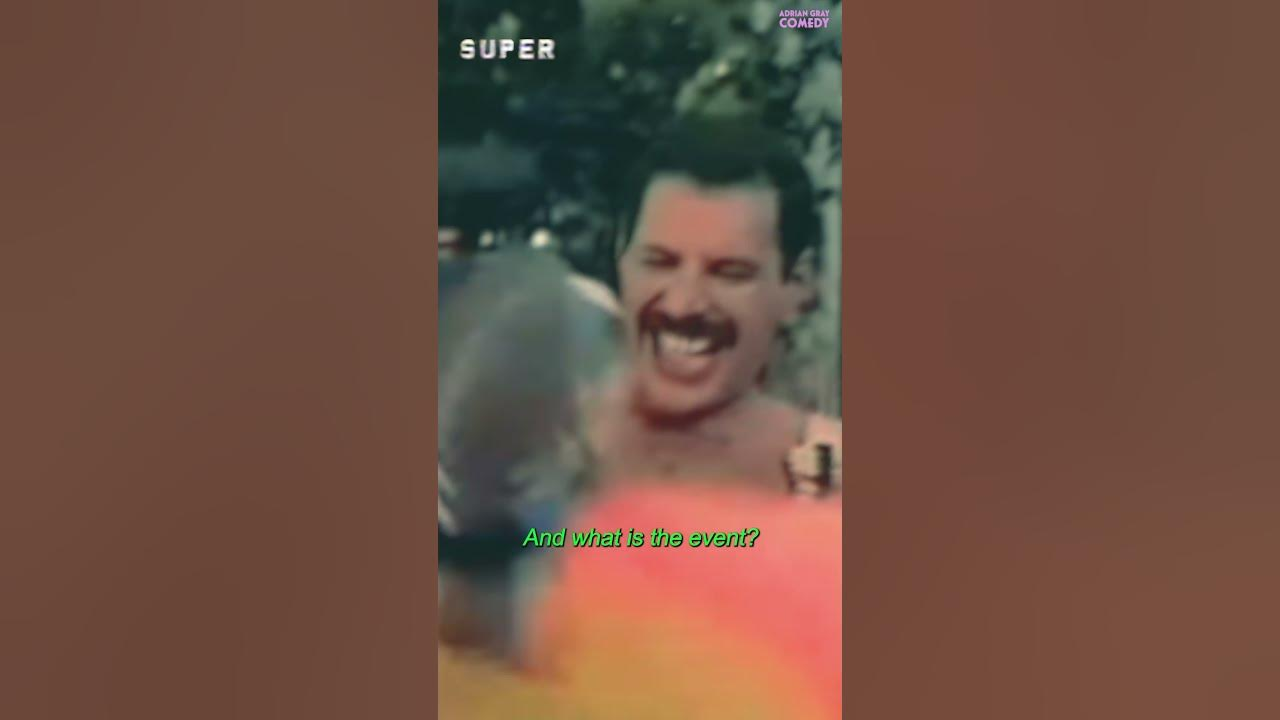 ADRIAN GRAY
COMEDY
SUPER
And what is the event?